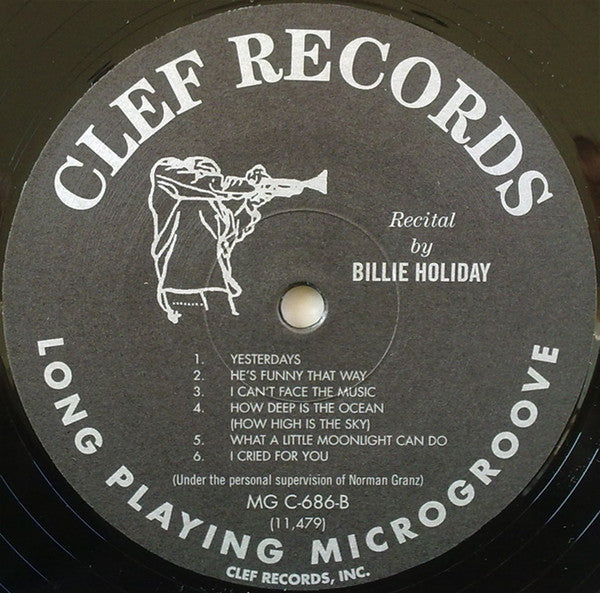 CLEF RECORDS
Recital
by
BILLIE HOLIDAY
1. YESTERDAYS
2. HE'S FUNNY THAT WAY
3. I CAN'T FACE THE MUSIC
4. HOW DEEP IS THE OCEAN
(HOW HIGH IS THE SKY)
5. WHAT A LITTLE MOONLIGHT CAN DO
6. I CRIED FOR YOU
(Under the personal supervision of Norman Granz)
MG C-686-B
(11,479)
LONG PLAYING MICROGROOVE
CLEF RECORDS, INC.